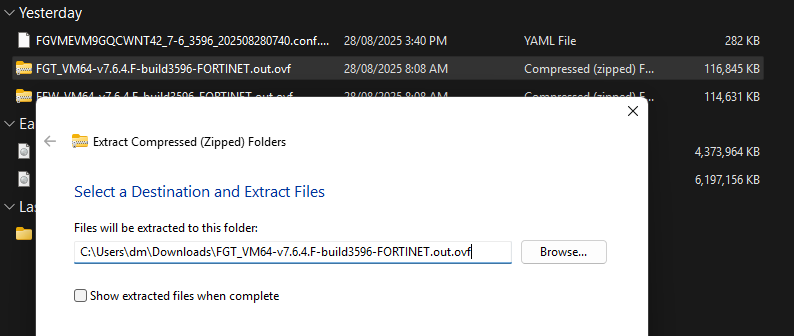 Yesterday
FGVMEVM9GQCWNT42_7-6_3596_202508280740.conf.... 28/08/2025 3:40 PM YAML File 282 KB
FGT_VM64-v7.6.4.F-build3596-FORTINET.out.ovf 28/08/2025 8:08 AM Compressed (zipped) F... 116,845 KB
FFW_VM64-v7.6.4.F-build3596-FORTINET.out.ovf 28/08/2025 8:08 AM Compressed (zipped) F... 114,631 KB
Ea
Extract Compressed (Zipped) Folders
4,373,964 KB
6,197,156 KB
Select a Destination and Extract Files
Las
Files will be extracted to this folder:
C:\Users\dm\Downloads\FGT_VM64-v7.6.4.F-build3596-FORTINET.out.ovf
Browse...
Show extracted files when complete